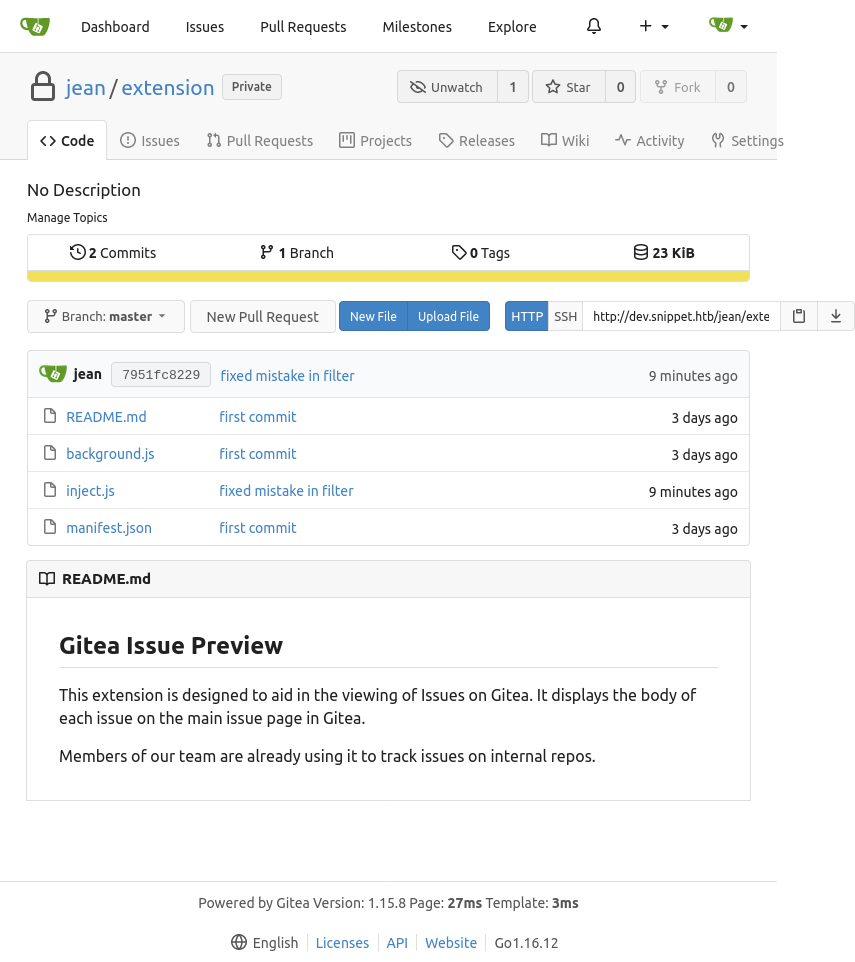 Dashboard Issues Pull Requests Milestones Explore
jean / extension Private Unwatch 1 Star 0 Fork 0
Code Issues Pull Requests Projects Releases Wiki Activity Settings
No Description
Manage Topics
2 Commits 1 Branch 0 Tags 23 KiB
Branch: master New Pull Request New File Upload File HTTP SSH http://dev.snippet.htb/jean/exte
jean 7951fc8229 fixed mistake in filter 9 minutes ago
README.md first commit 3 days ago
background.js first commit 3 days ago
inject.js fixed mistake in filter 9 minutes ago
manifest.json first commit 3 days ago
README.md
Gitea Issue Preview
This extension is designed to aid in the viewing of Issues on Gitea. It displays the body of
each issue on the main issue page in Gitea.
Members of our team are already using it to track issues on internal repos.
Powered by Gitea Version: 1.15.8 Page: 27ms Template: 3ms
English Licenses API Website Go1.16.12